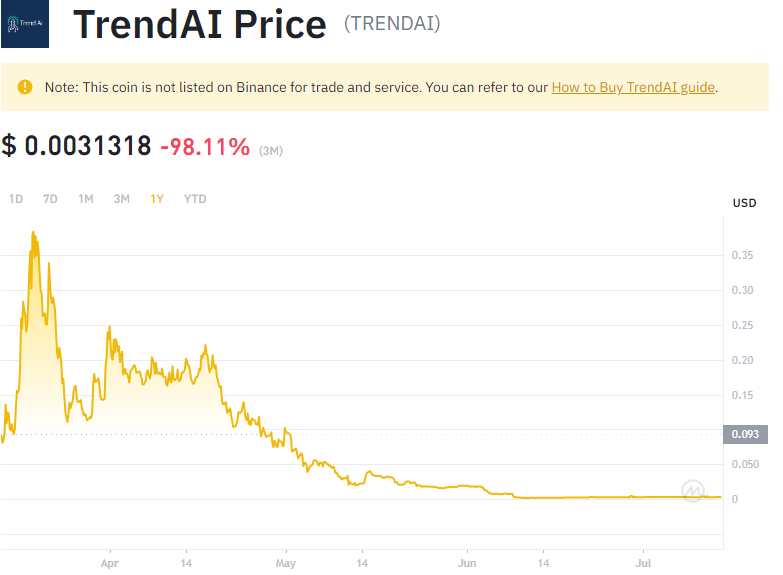 Trend Ai
TrendAI Price (TRENDAI)
Note: This coin is not listed on Binance for trade and service. You can refer to our How to Buy TrendAI guide.
$ 0.0031318 -98.11% (3M)
1D 7D 1M 3M 1Y YTD
USD
0.35
0.30
0.25
0.20
0.15
0.093
0.050
0
Apr 14 May 14 Jun 14 Jul